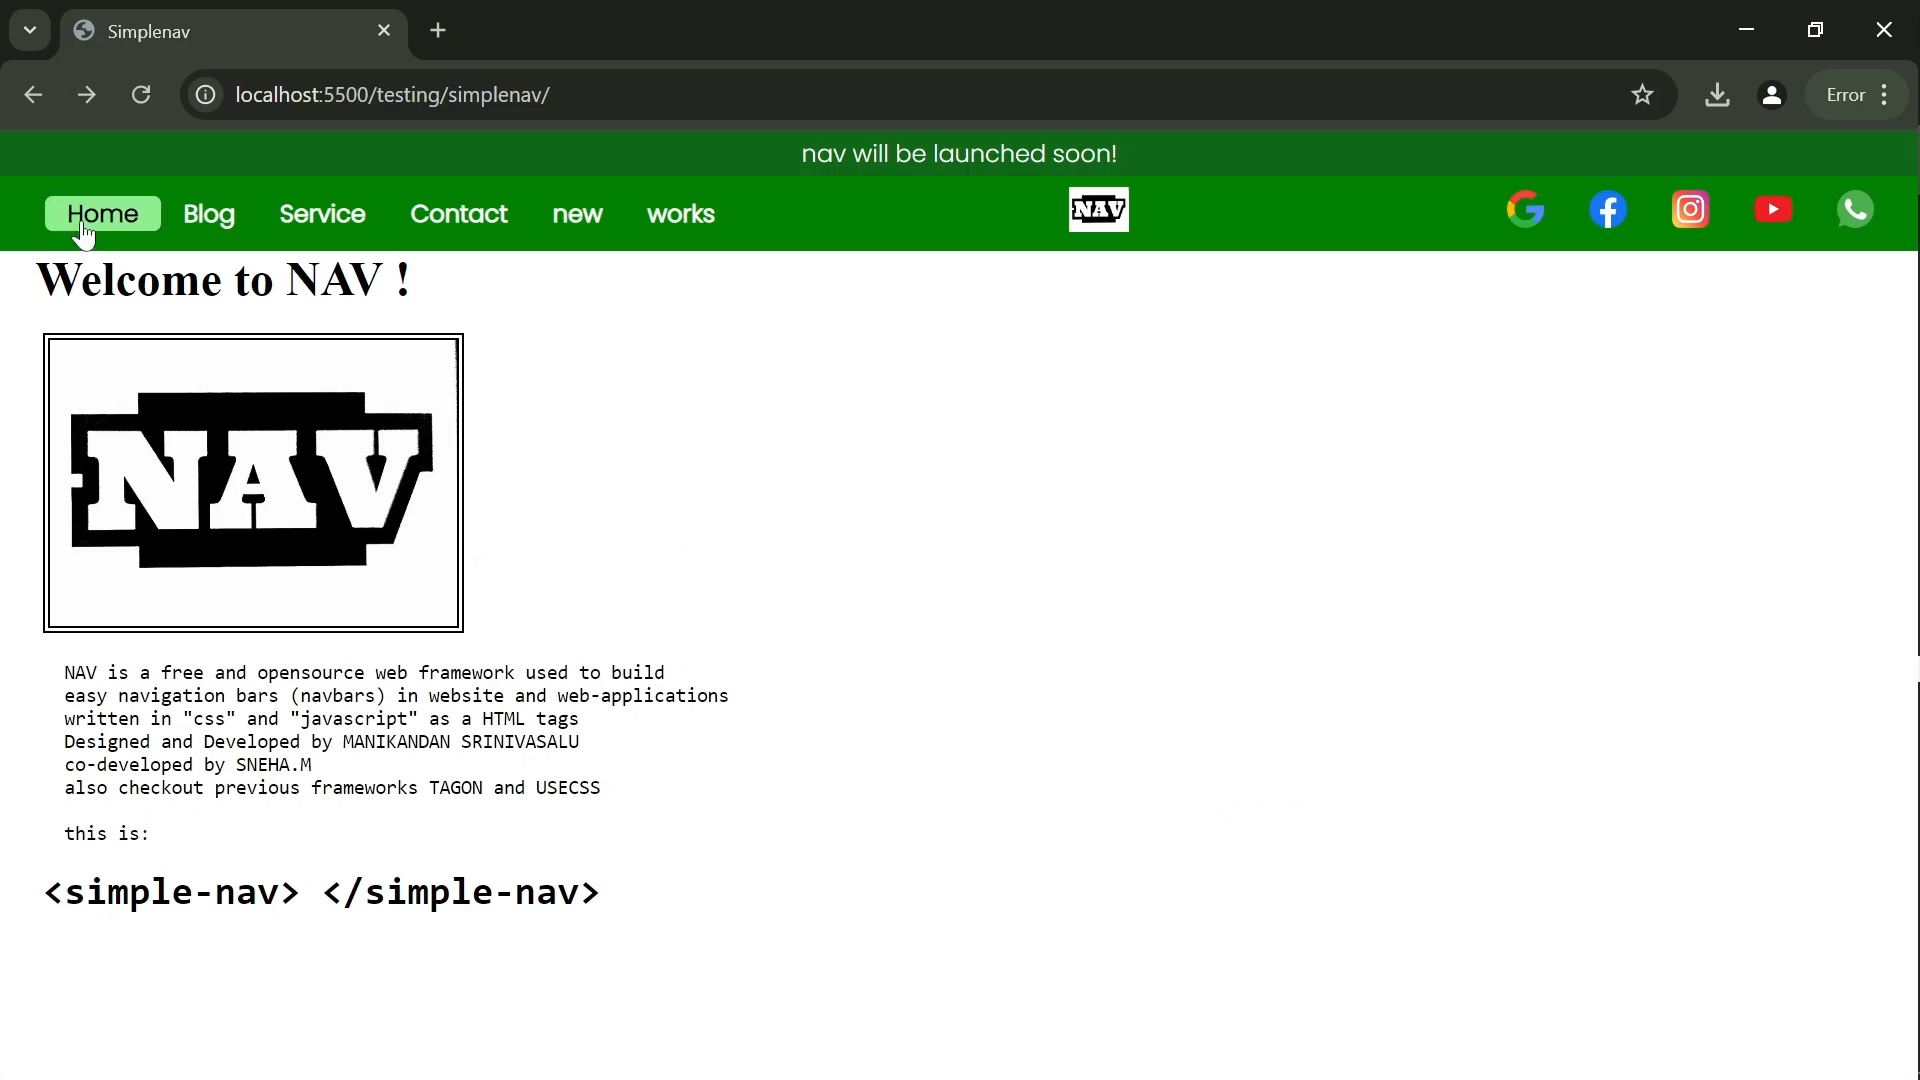 Simplenav
localhost:5500/testing/simplenav/
Error
nav will be launched soon!
Home Blog Service Contact new works NAV
Welcome to NAV !
NAV
NAV is a free and opensource web framework used to build
easy navigation bars (navbars) in website and web-applications
written in "css" and "javascript" as a HTML tags
Designed and Developed by MANIKANDAN SRINIVASALU
co-developed by SNEHA.M
also checkout previous frameworks TAGON and USECSS
this is:
<simple-nav> </simple-nav>